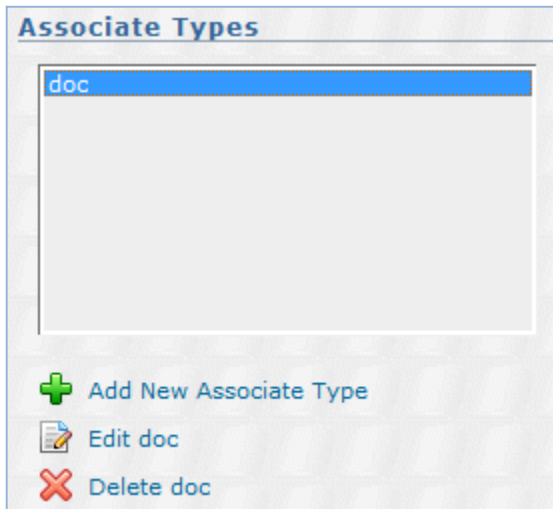 Associate Types
doc
Add New Associate Type
Edit doc
Delete doc